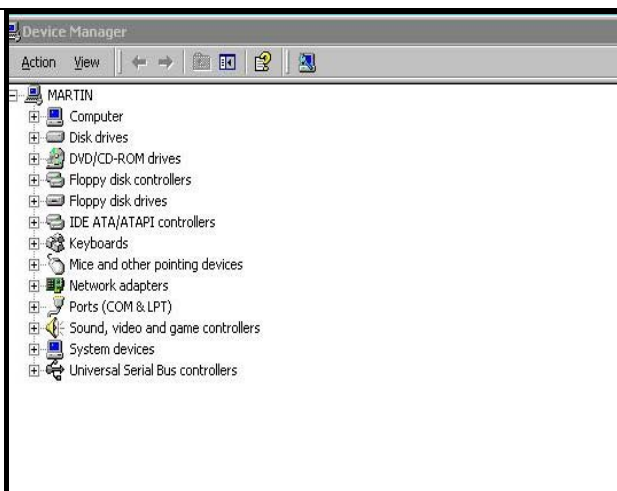 Device Manager
Action View
MARTIN
Computer
Disk drives
DVD/CD-ROM drives
Floppy disk controllers
Floppy disk drives
IDE ATA/ATAPI controllers
Keyboards
Mice and other pointing devices
Network adapters
Ports (COM & LPT)
Sound, video and game controllers
System devices
Universal Serial Bus controllers